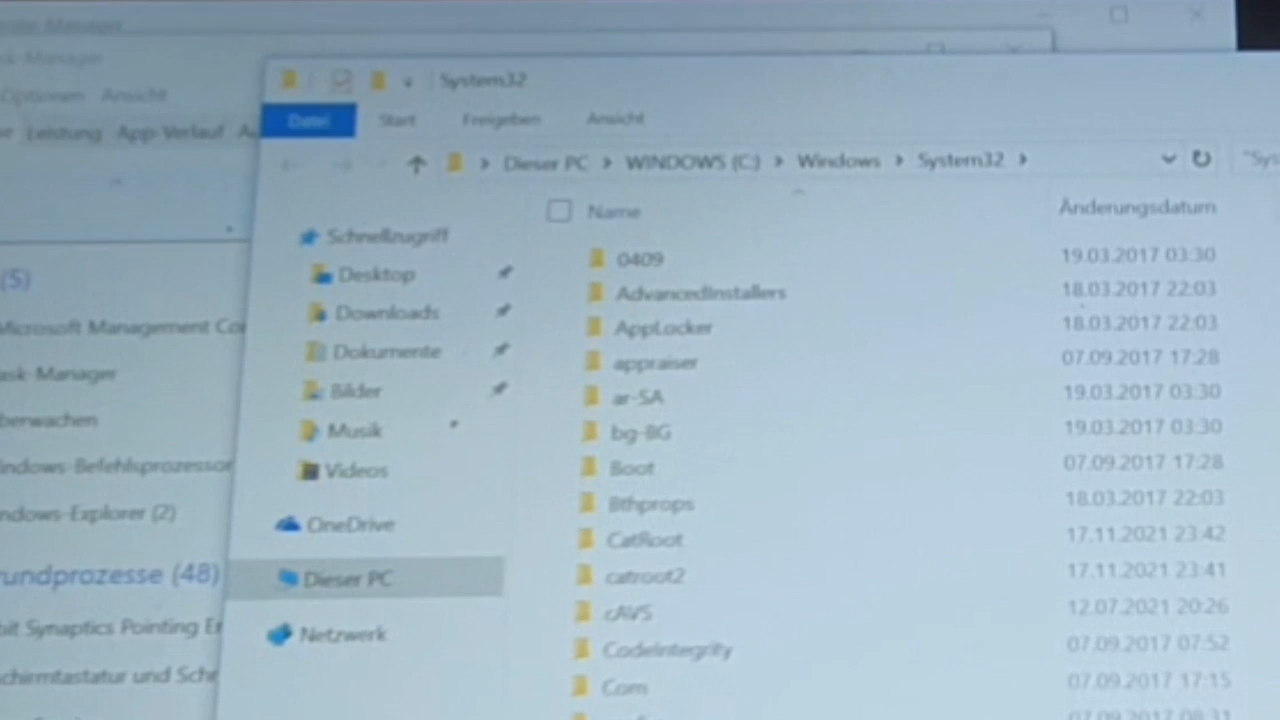 System32
Optionen Ansicht
Leistung App-Verlauf
Datei Start Freigeben Ansicht
Dieser PC WINDOWS (C:) Windows System32
Name Änderungsdatum
Schnellzugriff
Desktop
Downloads
Dokumente
Bilder
Musik
Videos
OneDrive
Dieser PC
Netzwerk
0409 19.03.2017 03:30
AdvancedInstallers 18.03.2017 22:03
AppLocker 18.03.2017 22:03
appraiser 07.09.2017 17:28
ar-SA 19.03.2017 03:30
bg-BG 19.03.2017 03:30
Boot 07.09.2017 17:28
Bthprops 18.03.2017 22:03
CatRoot 17.11.2021 23:42
catroot2 17.11.2021 23:41
cAVS 12.07.2021 20:26
CodeIntegrity 07.09.2017 07:52
Com 07.09.2017 17:15
(5)
Microsoft Management Co
ask-Manager
berwachen
indows-Befehlsprozessor
ndows-Explorer (2)
rundprozesse (48)
bit Synaptics Pointing E
chirmtastatur und Schr